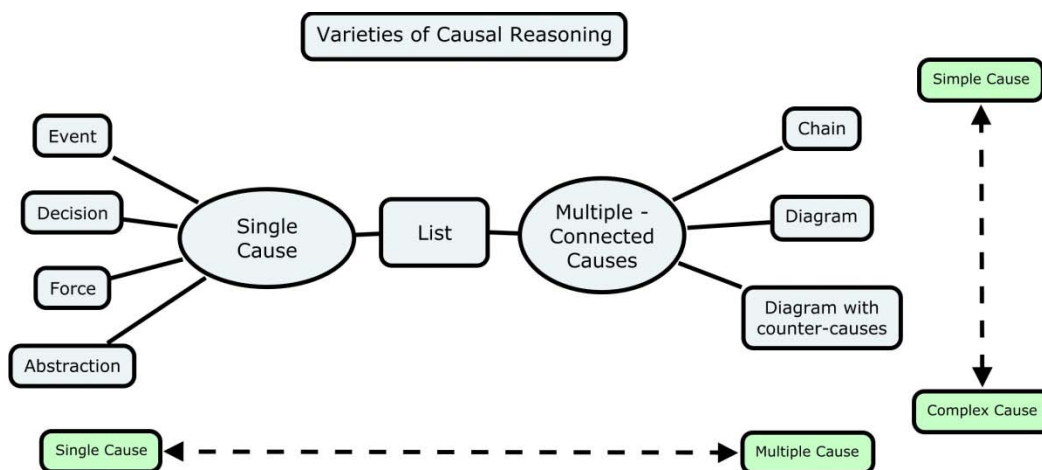 Varieties of Causal Reasoning
Simple Cause
Event
Chain
Decision
Single
Cause
List
Multiple -
Connected
Causes
Diagram
Force
Diagram with
counter-causes
Abstraction
Complex Cause
Single Cause
Multiple Cause